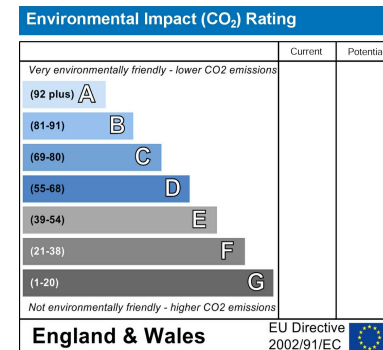 Environmental Impact (CO₂) Rating
Current Potentia
Very environmentally friendly - lower CO2 emissions
(92 plus) A
(81-91) B
(69-80) C
(55-68) D
(39-54) E
(21-38) F
(1-20) G
Not environmentally friendly - higher CO2 emissions
England & Wales
EU Directive
2002/91/EC